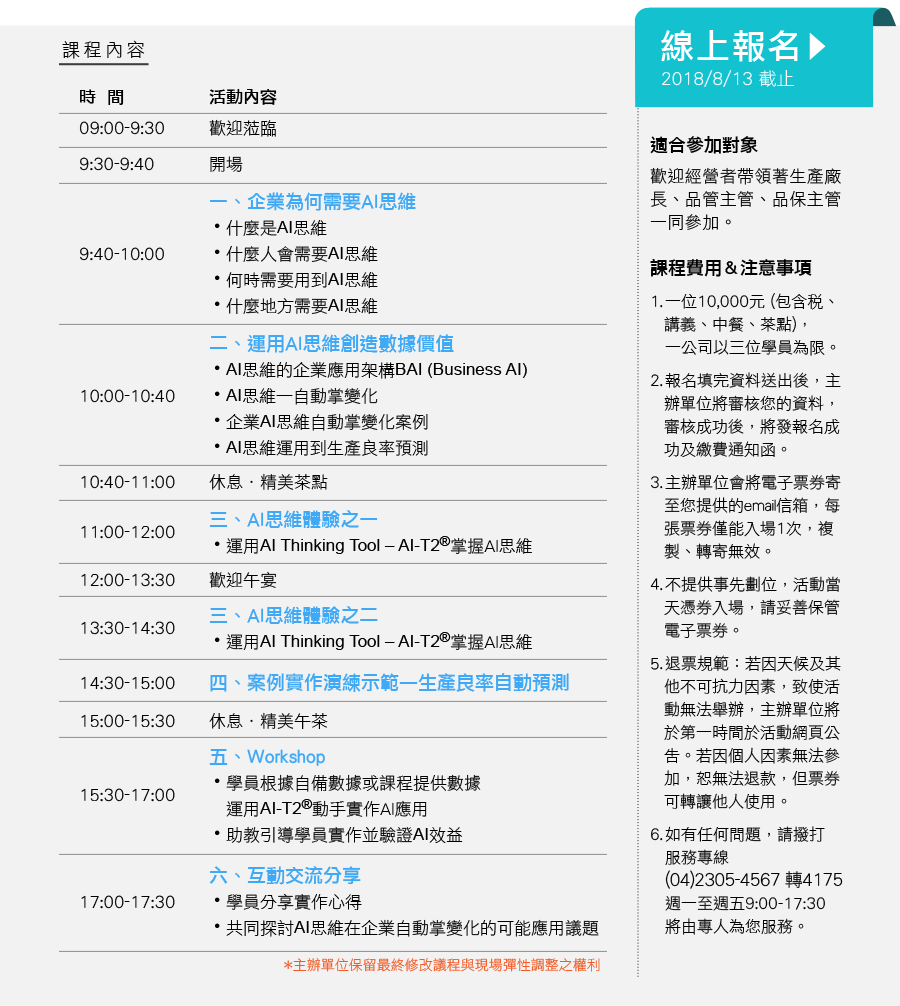 課程內容
時 間 活動內容
09:00-9:30 歡迎蒞臨
9:30-9:40 開場
9:40-10:00
一、企業為何需要AI思維
•什麼是AI思維
•什麼人會需要AI思維
•何時需要用到AI思維
•什麼地方需要AI思維
10:00-10:40
二、運用AI思維創造數據價值
•AI思維的企業應用架構BAI (Business AI)
•AI思維—自動掌變化
•企業AI思維自動掌變化案例
•AI思維運用到生產良率預測
10:40-11:00 休息．精美茶點
11:00-12:00
三、AI思維體驗之一
•運用AI Thinking Tool – AI-T2®掌握AI思維
12:00-13:30 歡迎午宴
13:30-14:30
三、AI思維體驗之二
•運用AI Thinking Tool – AI-T2®掌握AI思維
14:30-15:00 四、案例實作演練示範—生產良率自動預測
15:00-15:30 休息．精美午茶
15:30-17:00
五、Workshop
•學員根據自備數據或課程提供數據
運用AI-T2®動手實作AI應用
•助教引導學員實作並驗證AI效益
17:00-17:30
六、互動交流分享
•學員分享實作心得
•共同探討AI思維在企業自動掌變化的可能應用議題
*主辦單位保留最終修改議程與現場彈性調整之權利
線上報名▶
2018/8/13 截止
適合參加對象
歡迎經營者帶領著生產廠
長、品管主管、品保主管
一同參加。
課程費用＆注意事項
1.一位10,000元 (包含稅、
講義、中餐、茶點)，
一公司以三位學員為限。
2.報名填完資料送出後，主
辦單位將審核您的資料，
審核成功後，將發報名成
功及繳費通知函。
3.主辦單位會將電子票券寄
至您提供的email信箱，每
張票券僅能入場1次，複
製、轉寄無效。
4.不提供事先劃位，活動當
天憑券入場，請妥善保管
電子票券。
5.退票規範：若因天候及其
他不可抗力因素，致使活
動無法舉辦，主辦單位將
於第一時間於活動網頁公
告。若因個人因素無法參
加，恕無法退款，但票券
可轉讓他人使用。
6.如有任何問題，請撥打
服務專線
(04)2305-4567 轉4175
週一至週五9:00-17:30
將由專人為您服務。